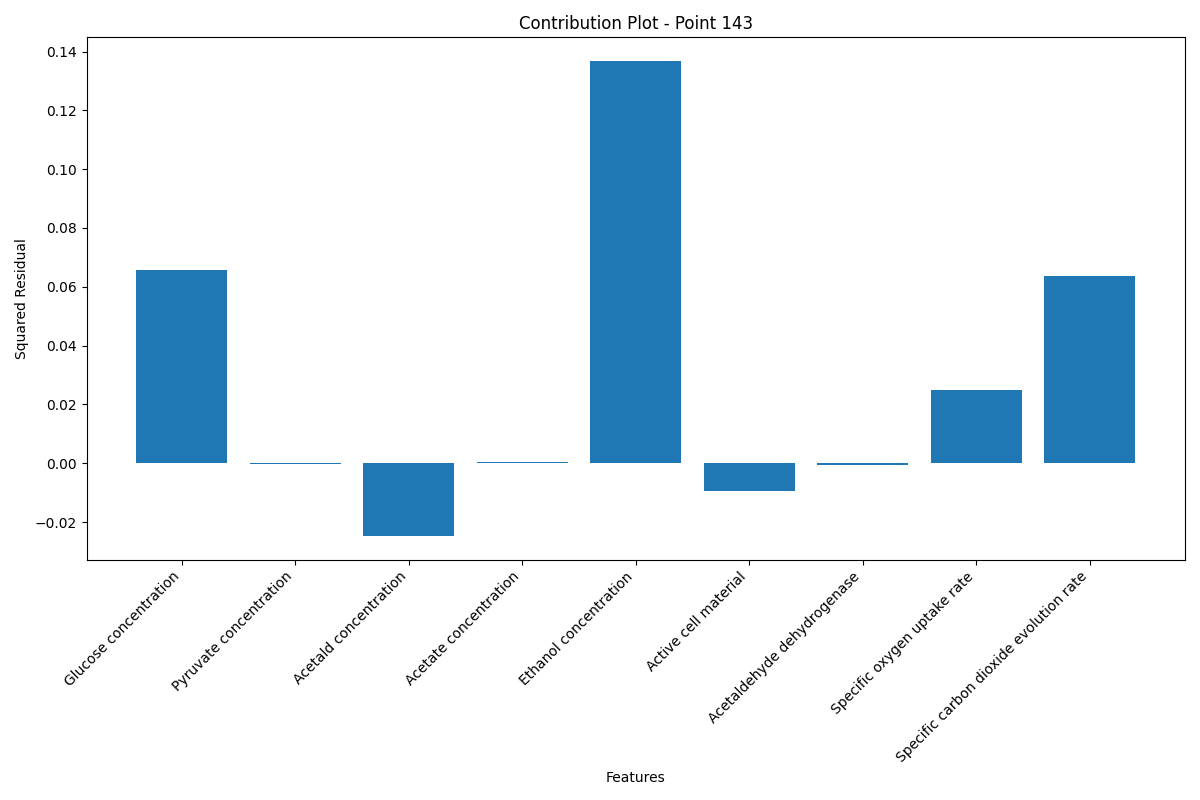 Contribution Plot - Point 143
Squared Residual
0.14
0.12
0.10
0.08
0.06
0.04
0.02
0.00
−0.02
Glucose concentration
Pyruvate concentration
Acetald concentration
Acetate concentration
Ethanol concentration
Active cell material
Acetaldehyde dehydrogenase
Specific oxygen uptake rate
Specific carbon dioxide evolution rate
Features